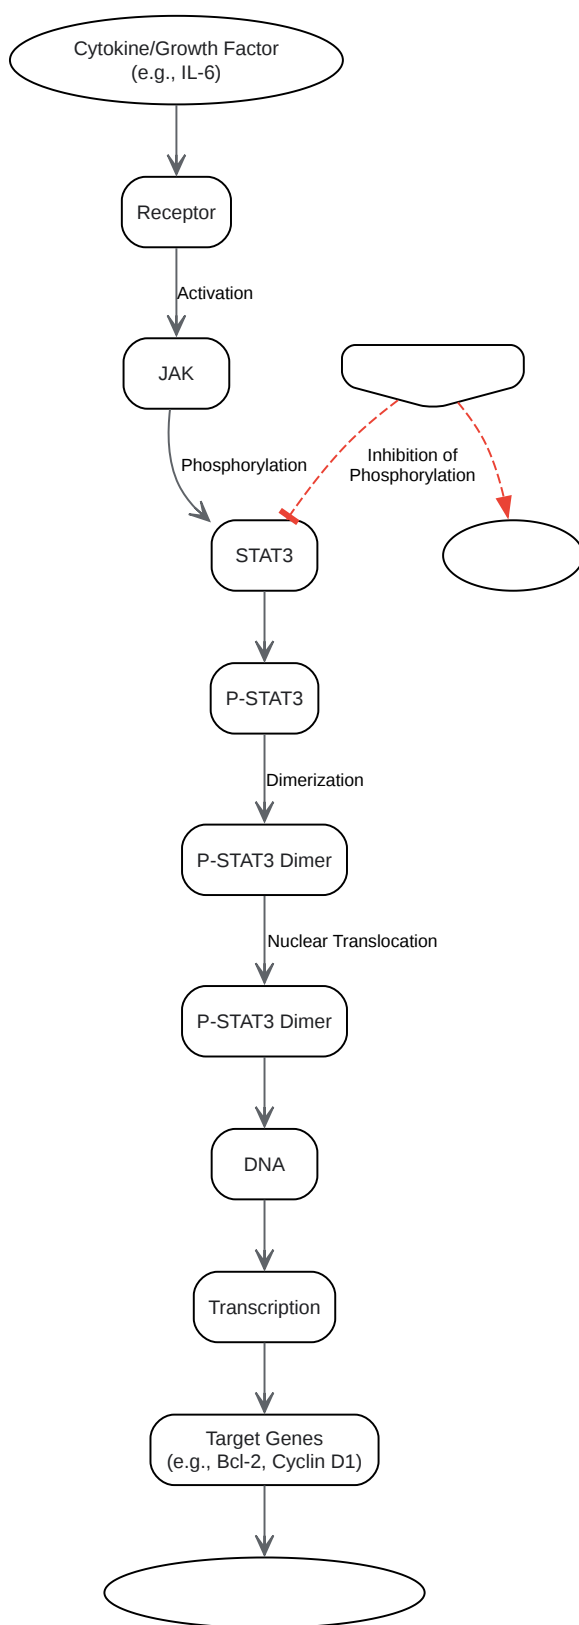 Cytokine/Growth Factor
(e.g., IL-6)
Receptor
Activation
JAK
Phosphorylation
Inhibition of
Phosphorylation
STAT3
P-STAT3
Dimerization
P-STAT3 Dimer
Nuclear Translocation
P-STAT3 Dimer
DNA
Transcription
Target Genes
(e.g., Bcl-2, Cyclin D1)